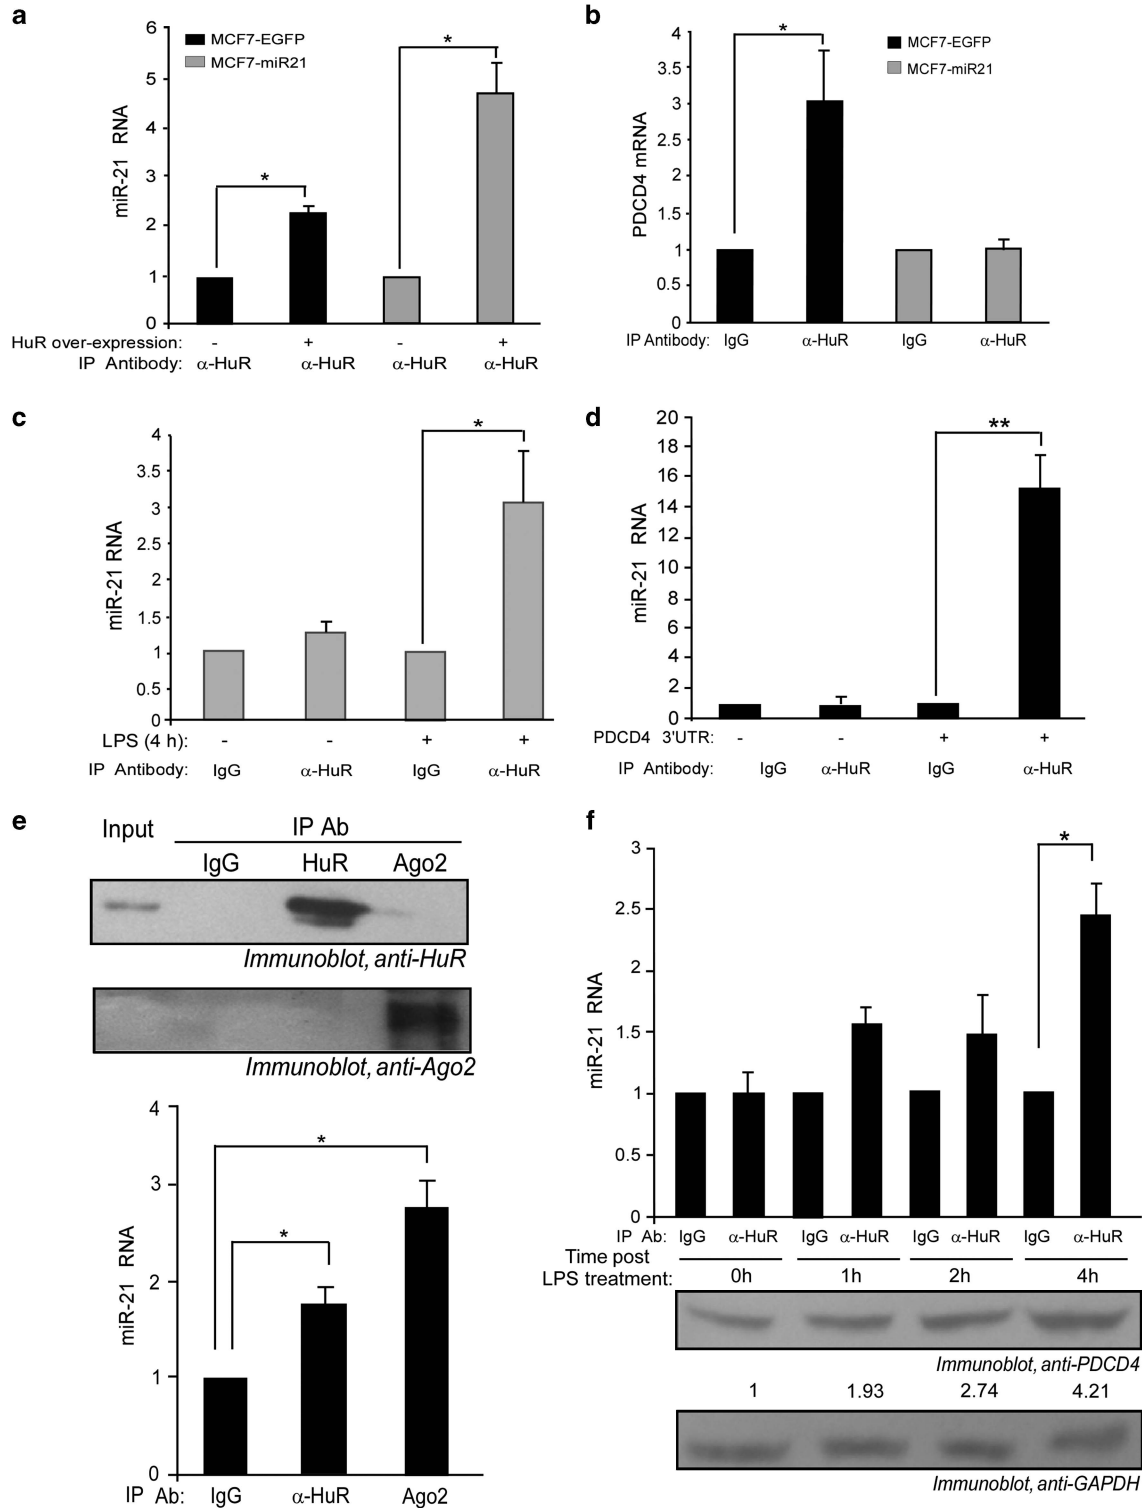 a
6
5
4
3
2
1
0
miR-21 RNA
MCF7-EGFP
MCF7-miR21
*
*
HuR over-expression: - + - +
IP Antibody: α-HuR α-HuR α-HuR α-HuR
b
4
3.5
3
2.5
2
1.5
1
0.5
0
PDCD4 mRNA
*
MCF7-EGFP
MCF7-miR21
IP Antibody: IgG α-HuR IgG α-HuR
c
4
3.5
3
2.5
2
1.5
1
0.5
0
miR-21 RNA
*
LPS (4 h): - - + +
IP Antibody: IgG α-HuR IgG α-HuR
d
20
18
16
14
12
10
8
6
4
2
0
miR-21 RNA
**
PDCD4 3'UTR: - - + +
IP Antibody: IgG α-HuR IgG α-HuR
e
Input IP Ab
IgG HuR Ago2
Immunoblot, anti-HuR
Immunoblot, anti-Ago2
4
3
2
1
0
miR-21 RNA
*
*
IP Ab: IgG α-HuR Ago2
f
3
2.5
2
1.5
1
0.5
0
miR-21 RNA
*
IP Ab: IgG α-HuR IgG α-HuR IgG α-HuR IgG α-HuR
Time post
LPS treatment: 0h 1h 2h 4h
Immunoblot, anti-PDCD4
1 1.93 2.74 4.21
Immunoblot, anti-GAPDH